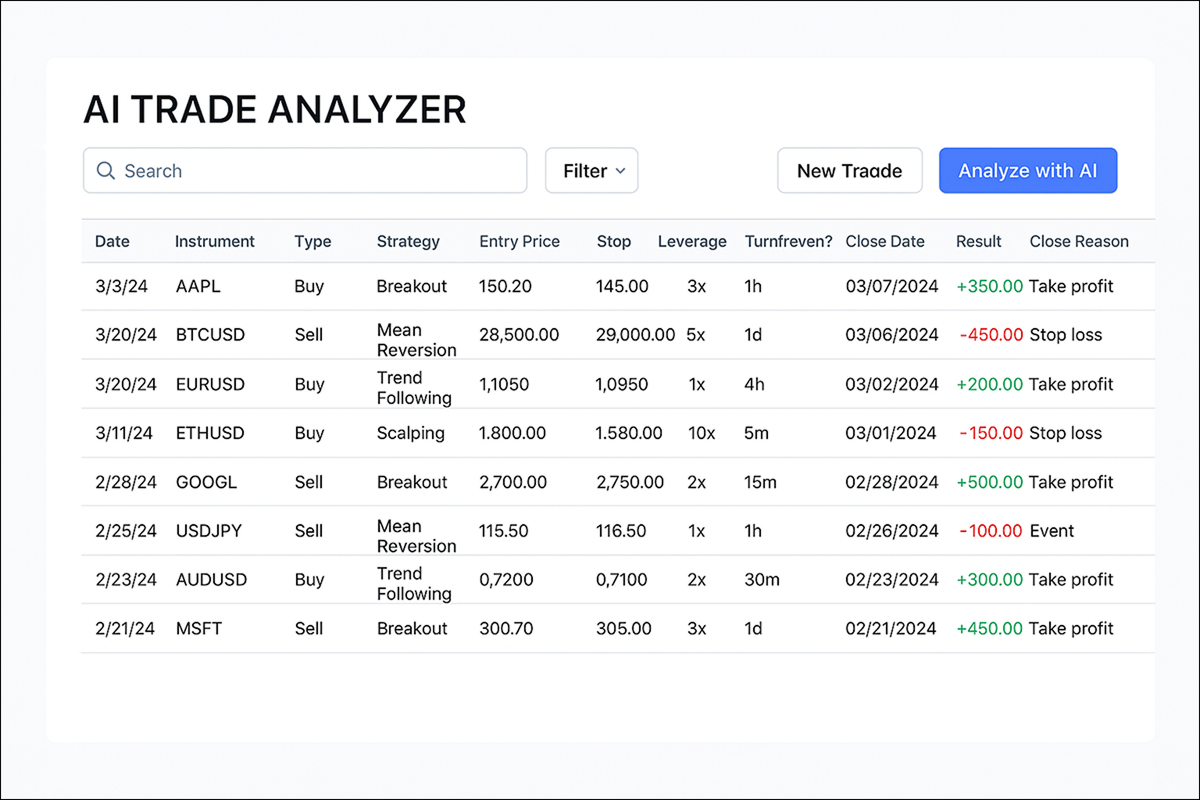 AI TRADE ANALYZER
Search
Filter
New Traade
Analyze with AI
Date Instrument Type Strategy Entry Price Stop Leverage Turnfreven? Close Date Result Close Reason
3/3/24 AAPL Buy Breakout 150.20 145.00 3x 1h 03/07/2024 +350.00 Take profit
3/20/24 BTCUSD Sell Mean Reversion 28,500.00 29,000.00 5x 1d 03/06/2024 -450.00 Stop loss
3/20/24 EURUSD Buy Trend Following 1,1050 1,0950 1x 4h 03/02/2024 +200.00 Take profit
3/11/24 ETHUSD Buy Scalping 1.800.00 1.580.00 10x 5m 03/01/2024 -150.00 Stop loss
2/28/24 GOOGL Sell Breakout 2,700.00 2,750.00 2x 15m 02/28/2024 +500.00 Take profit
2/25/24 USDJPY Sell Mean Reversion 115.50 116.50 1x 1h 02/26/2024 -100.00 Event
2/23/24 AUDUSD Buy Trend Following 0,7200 0,7100 2x 30m 02/23/2024 +300.00 Take profit
2/21/24 MSFT Sell Breakout 300.70 305.00 3x 1d 02/21/2024 +450.00 Take profit